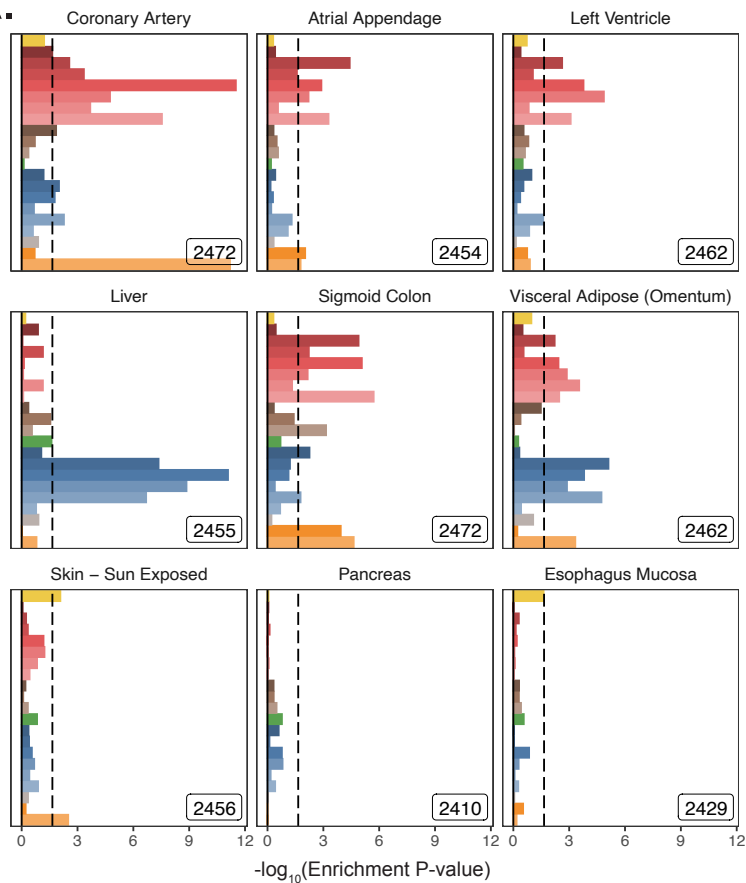 Coronary Artery Atrial Appendage Left Ventricle
2472 2454 2462
Liver Sigmoid Colon Visceral Adipose (Omentum)
2455 2472 2462
Skin – Sun Exposed Pancreas Esophagus Mucosa
2456 2410 2429
0 3 6 9 12 0 3 6 9 12 0 3 6 9 12
-log10(Enrichment P-value)